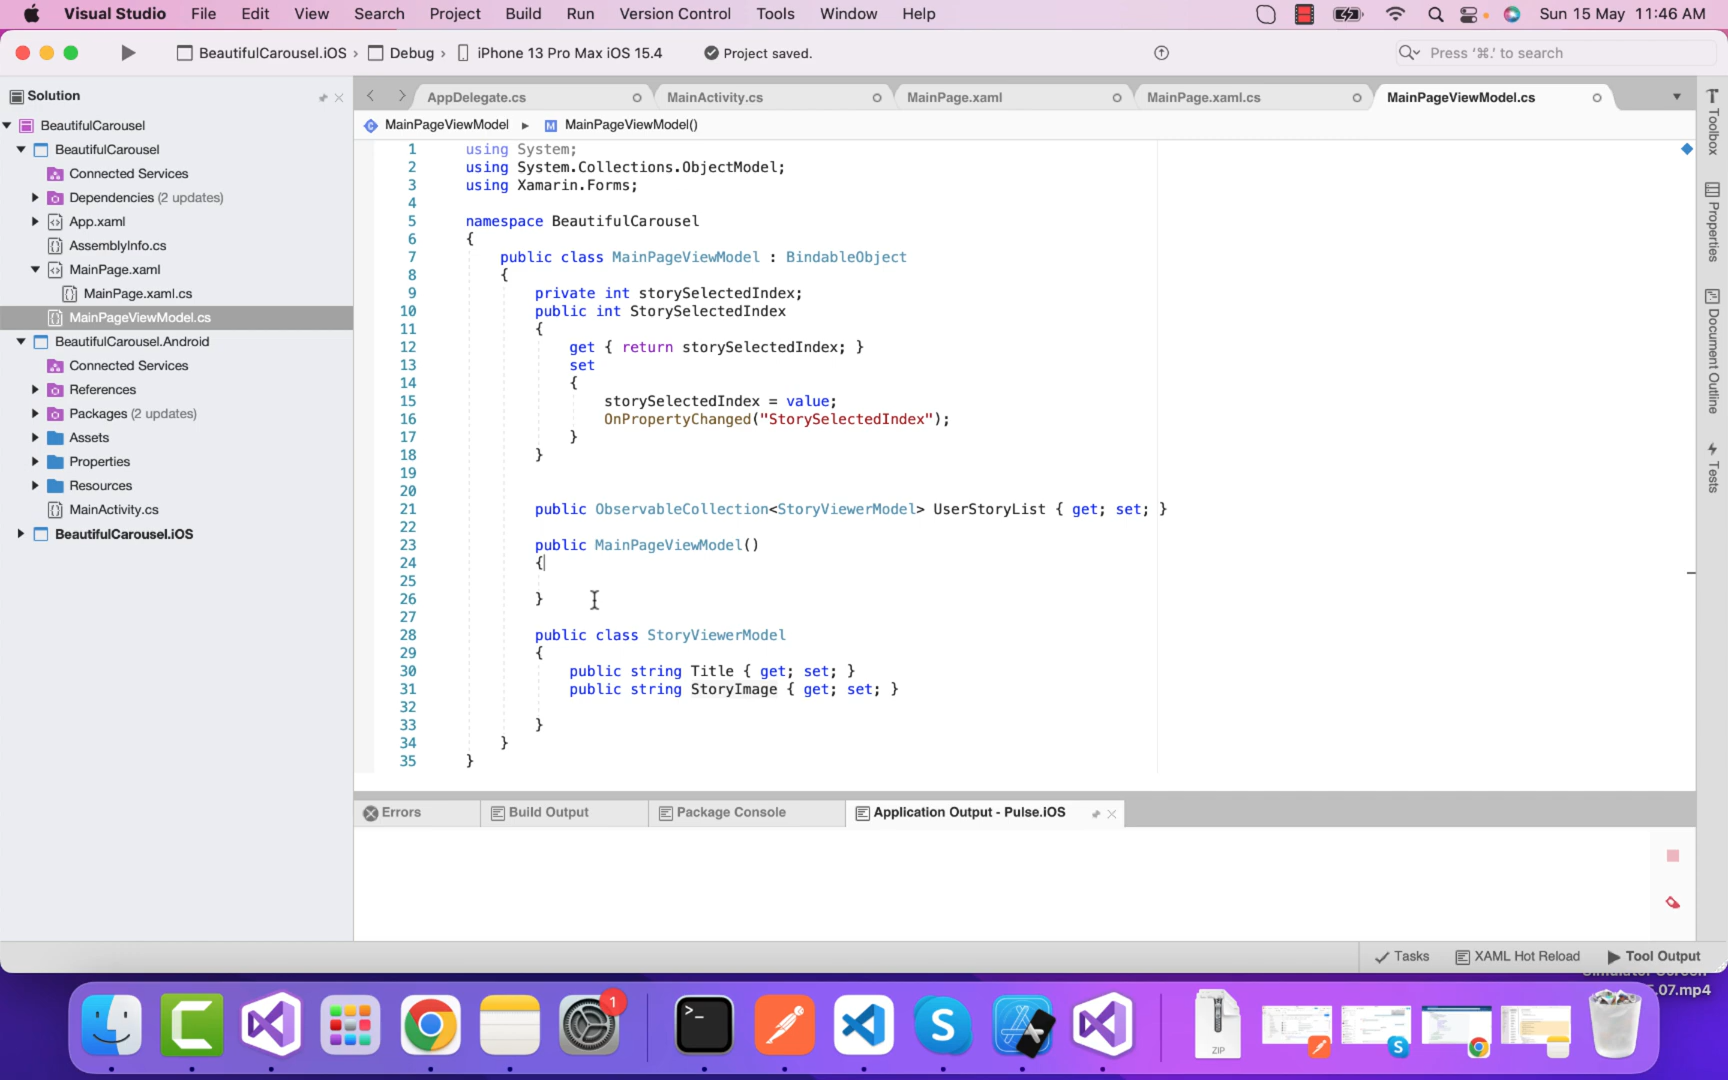 Visual Studio File Edit View Search Project Build Run Version Control Tools Window Help Sun 15 May 11:46 AM
BeautifulCarousel.iOS › Debug › iPhone 13 Pro Max iOS 15.4 Project saved. Press ‘⌘.’ to search
Solution
BeautifulCarousel
BeautifulCarousel
Connected Services
Dependencies (2 updates)
App.xaml
AssemblyInfo.cs
MainPage.xaml
MainPage.xaml.cs
MainPageViewModel.cs
BeautifulCarousel.Android
Connected Services
References
Packages (2 updates)
Assets
Properties
Resources
MainActivity.cs
BeautifulCarousel.iOS
AppDelegate.cs MainActivity.cs MainPage.xaml MainPage.xaml.cs MainPageViewModel.cs
MainPageViewModel ▸ M MainPageViewModel()
1 using System;
2 using System.Collections.ObjectModel;
3 using Xamarin.Forms;
4
5 namespace BeautifulCarousel
6 {
7 public class MainPageViewModel : BindableObject
8 {
9 private int storySelectedIndex;
10 public int StorySelectedIndex
11 {
12 get { return storySelectedIndex; }
13 set
14 {
15 storySelectedIndex = value;
16 OnPropertyChanged("StorySelectedIndex");
17 }
18 }
19
20
21 public ObservableCollection<StoryViewerModel> UserStoryList { get; set; }
22
23 public MainPageViewModel()
24 {
25
26 }
27
28 public class StoryViewerModel
29 {
30 public string Title { get; set; }
31 public string StoryImage { get; set; }
32
33 }
34 }
35 }
Toolbox
Properties
Document Outline
Tests
Errors Build Output Package Console Application Output - Pulse.iOS
Tasks XAML Hot Reload Tool Output
.07.mp4
1
>_
S
ZIP